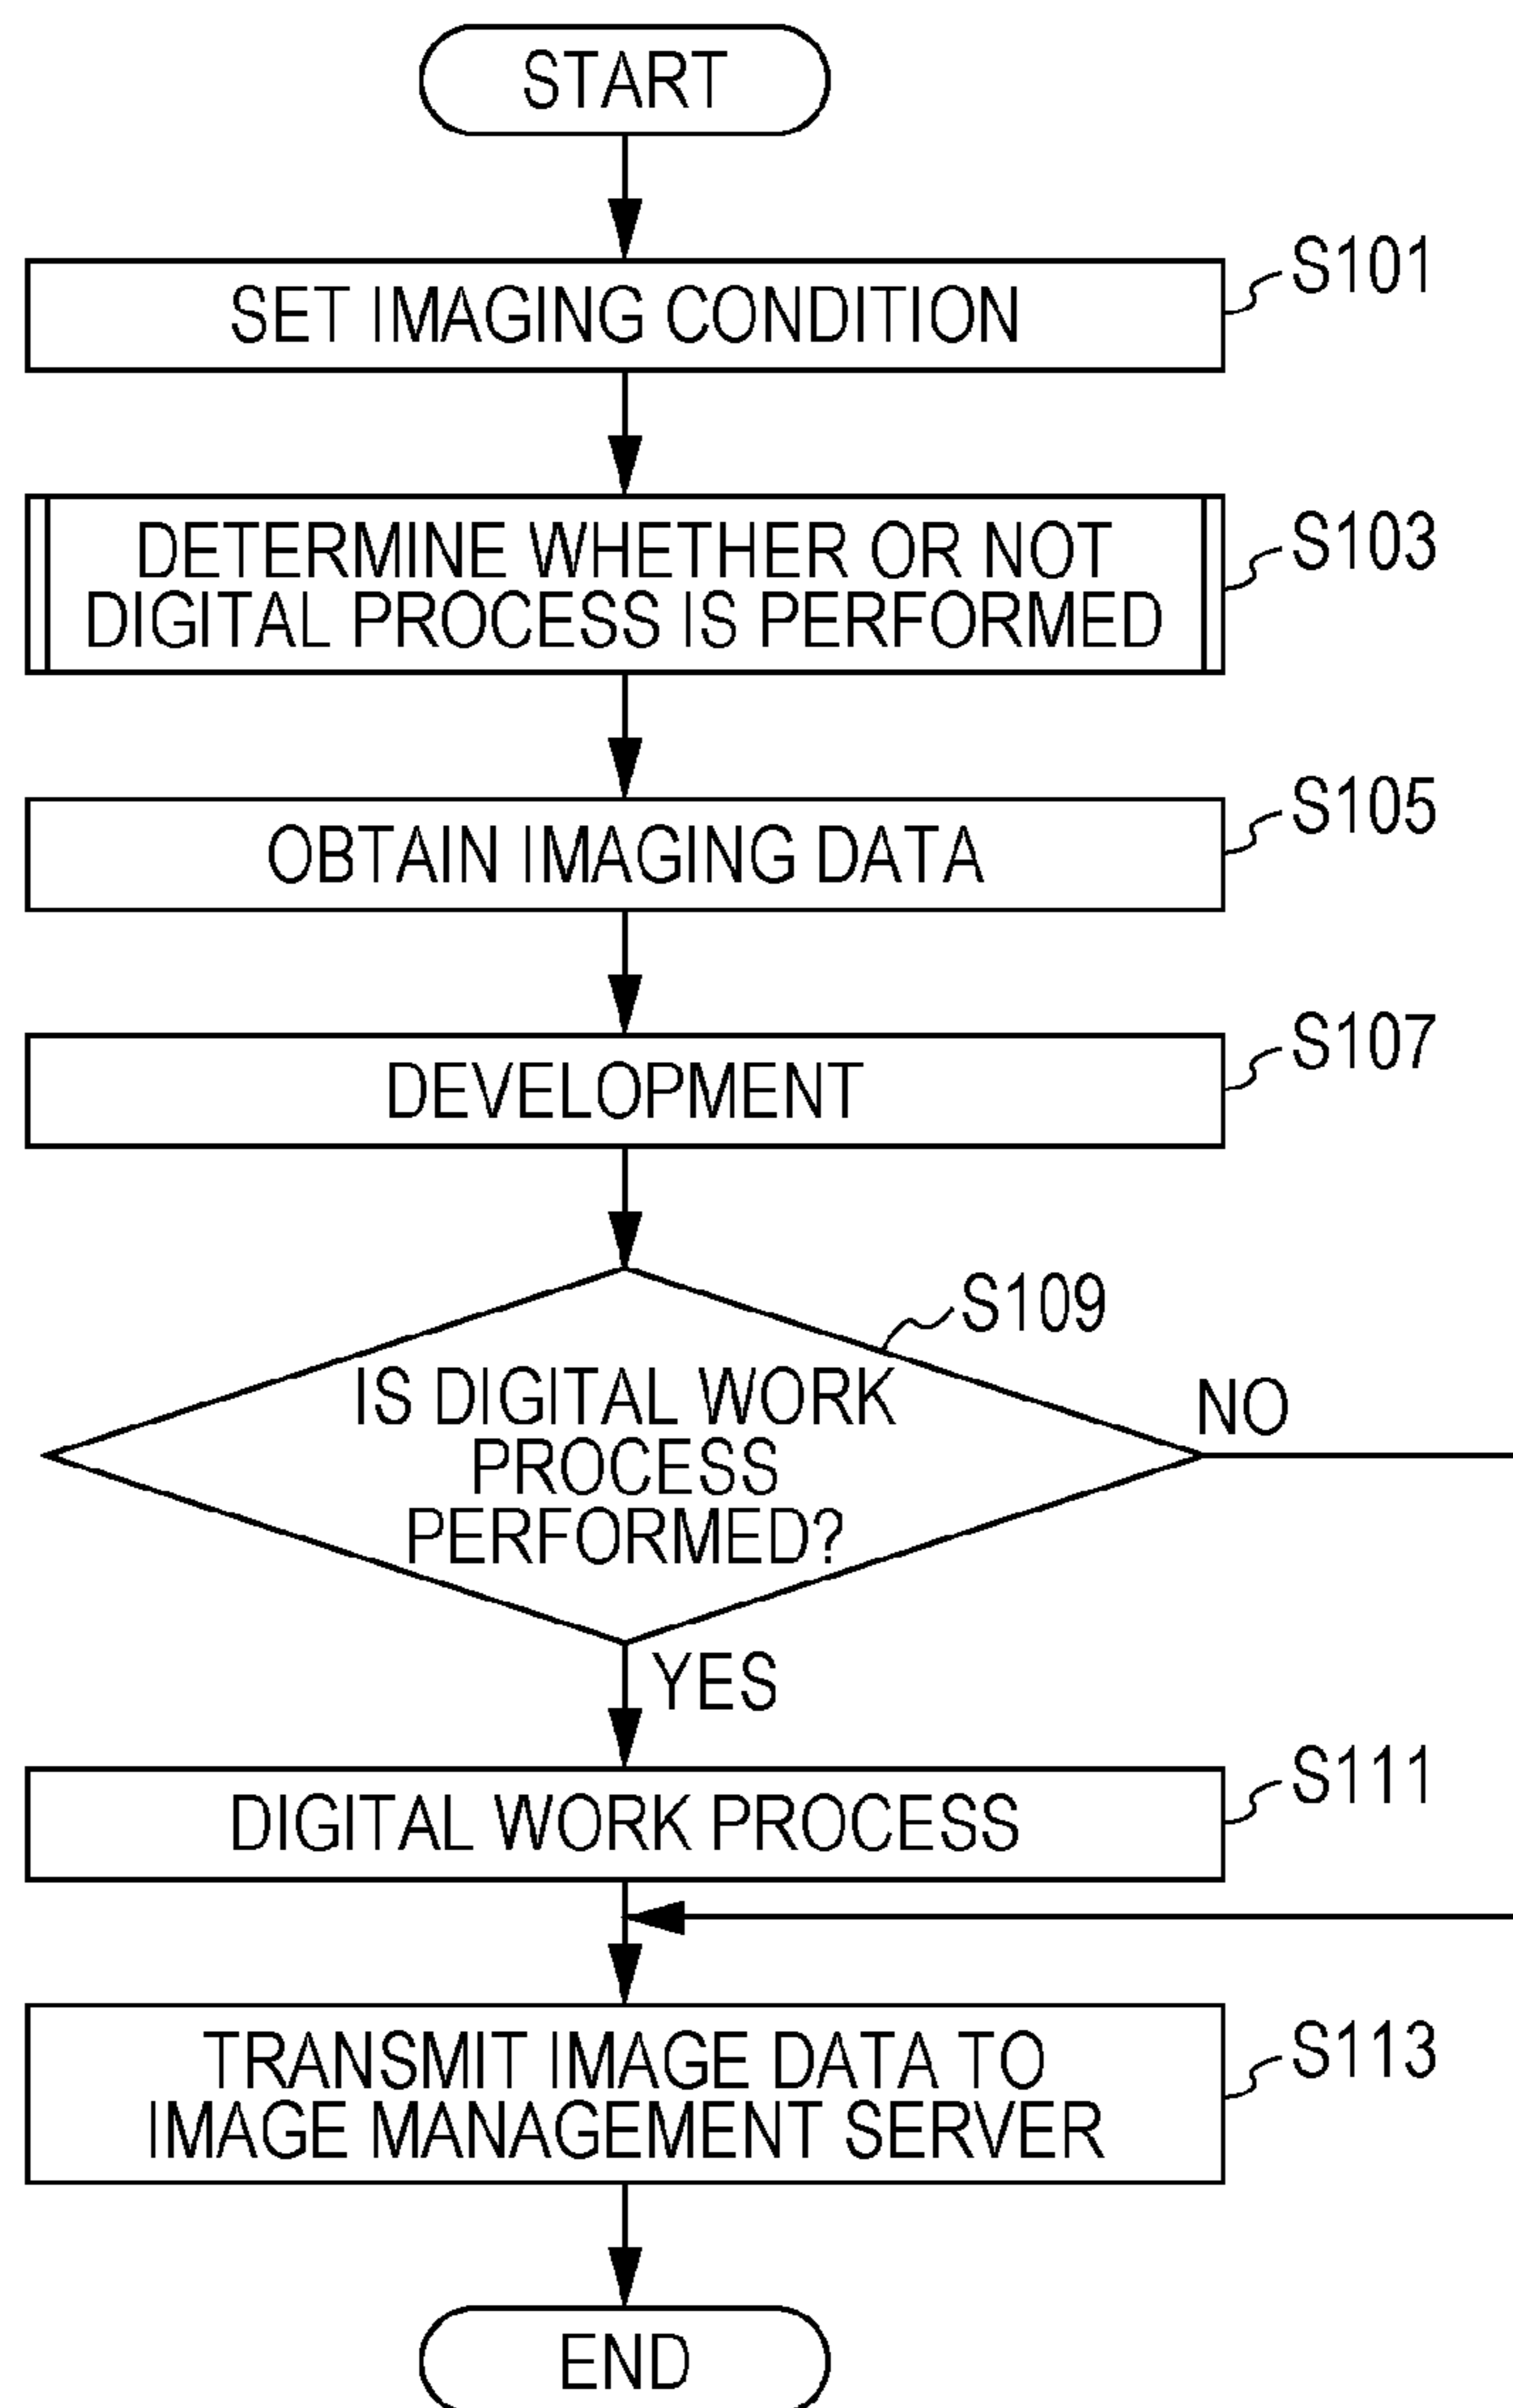 START
SET IMAGING CONDITION
S101
DETERMINE WHETHER OR NOT
DIGITAL PROCESS IS PERFORMED
S103
OBTAIN IMAGING DATA
S105
DEVELOPMENT
S107
S109
IS DIGITAL WORK
PROCESS
PERFORMED?
NO
YES
DIGITAL WORK PROCESS
S111
TRANSMIT IMAGE DATA TO
IMAGE MANAGEMENT SERVER
S113
END